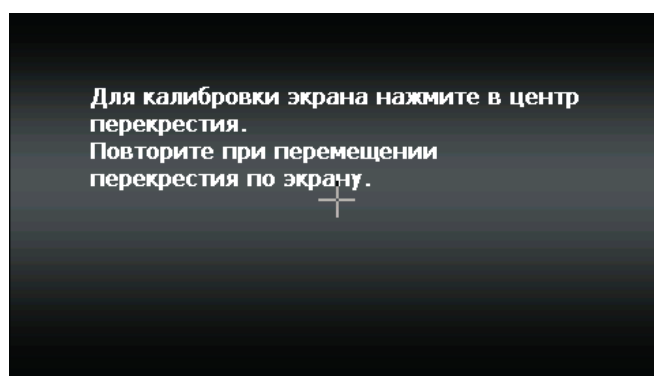 Для калибровки экрана нажмите в центр
перекрестия.
Повторите при перемещении
перекрестия по экрану.